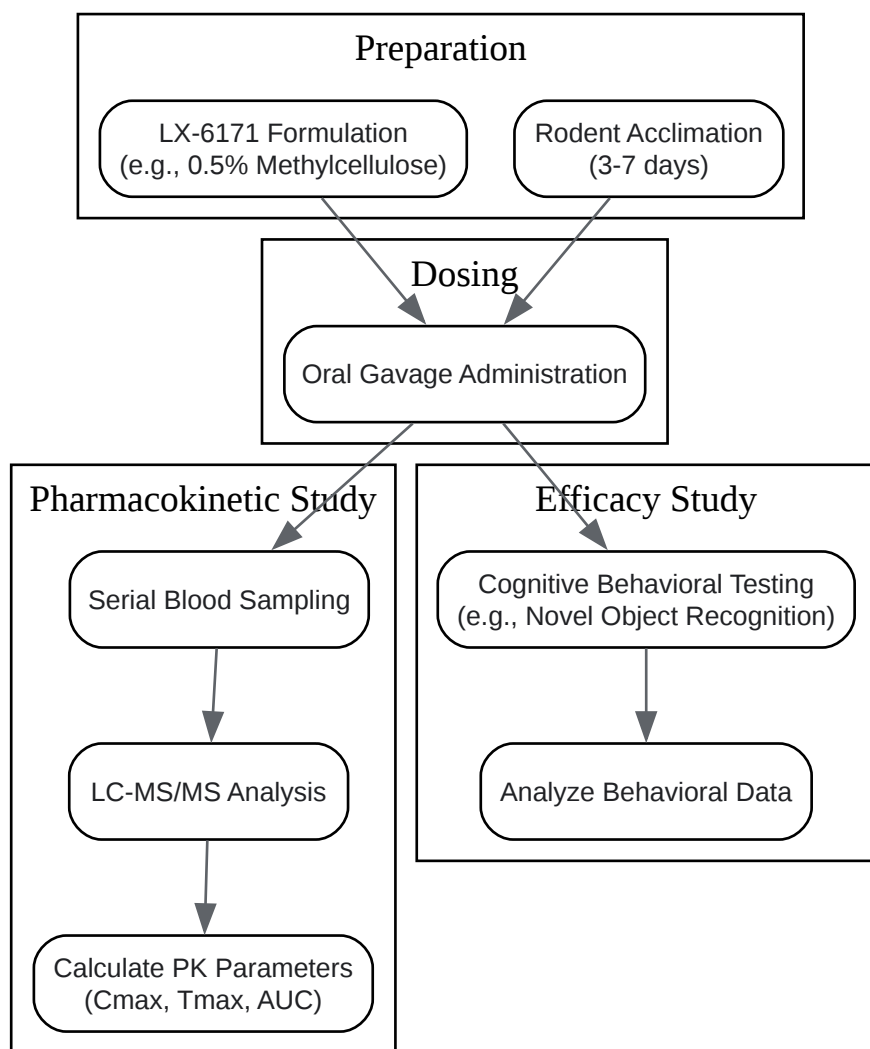 Preparation
LX-6171 Formulation
(e.g., 0.5% Methylcellulose)
Rodent Acclimation
(3-7 days)
Dosing
Oral Gavage Administration
Pharmacokinetic Study
Serial Blood Sampling
LC-MS/MS Analysis
Calculate PK Parameters
(Cmax, Tmax, AUC)
Efficacy Study
Cognitive Behavioral Testing
(e.g., Novel Object Recognition)
Analyze Behavioral Data